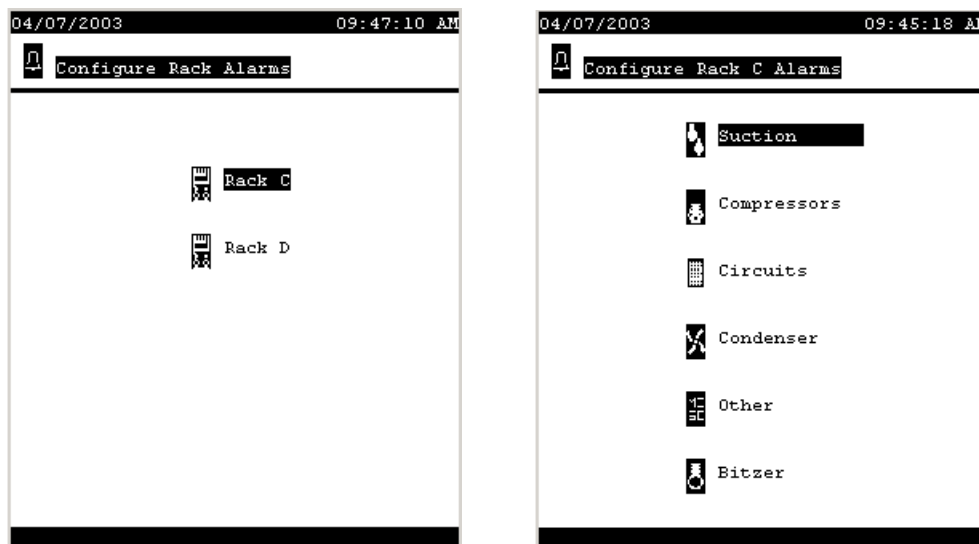 04/07/2003 09:47:10 AM
Configure Rack Alarms
Rack C
Rack D
04/07/2003 09:45:18 AM
Configure Rack C Alarms
Suction
Compressors
Circuits
Condenser
Other
Bitzer